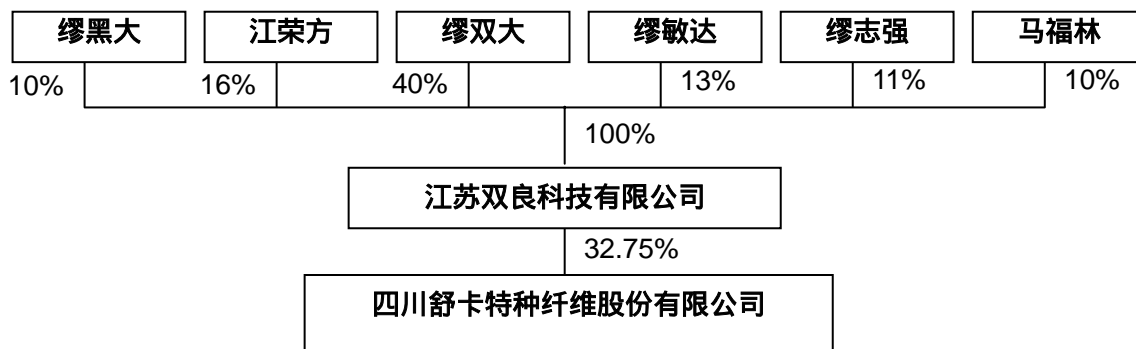 缪黑大 江荣方 缪双大 缪敏达 缪志强 马福林
10% 16% 40% 13% 11% 10%
100%
江苏双良科技有限公司
32.75%
四川舒卡特种纤维股份有限公司